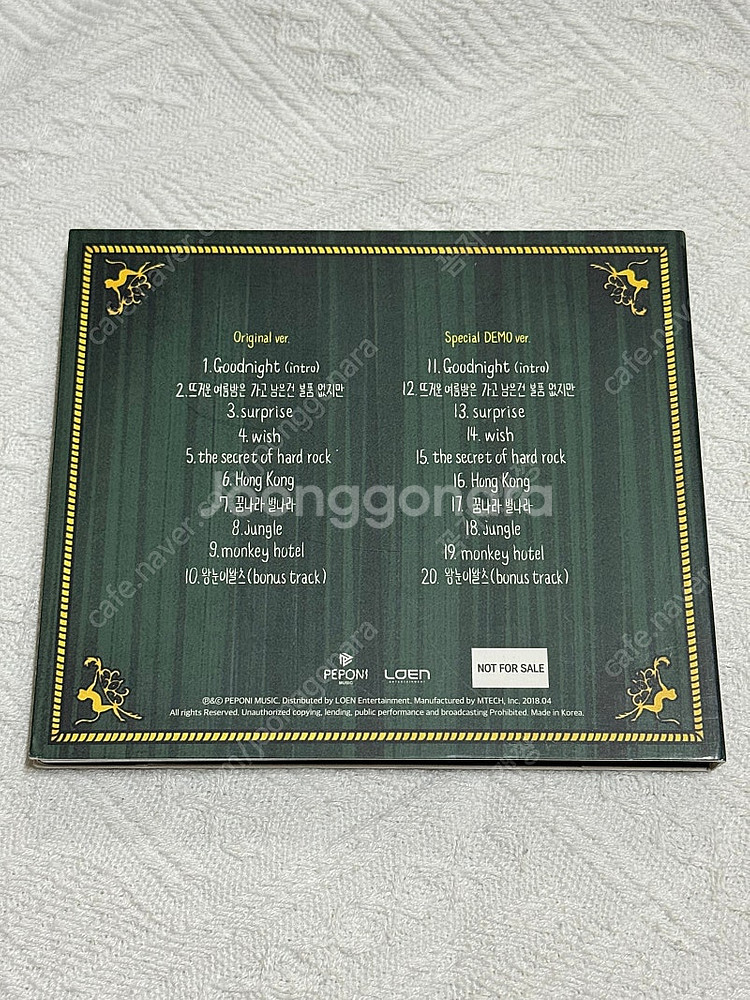 Original ver.
1. Goodnight (intro)
2. 뜨거운 여름밤은 가고 남은건 볼품 없지만
3. surprise
4. wish
5. the secret of hard rock
6. Hong Kong
7. 꿈나라 별나라
8. Jungle
9. monkey hotel
10. 왕눈이왈츠 (bonus track)
Special DEMO ver.
11. Goodnight (intro)
12. 뜨거운 여름밤은 가고 남은건 볼품 없지만
13. surprise
14. wish
15. the secret of hard rock
16. Hong Kong
17. 꿈나라 별나라
18. Jungle
19. monkey hotel
20. 왕눈이왈츠 (bonus track)
Joonggonara
PEPONI
MUSIC
LOEN
ENTERTAINMENT
NOT FOR SALE
℗&© PEPONI MUSIC. Distributed by LOEN Entertainment. Manufactured by MTECH, Inc. 2018.04
All rights Reserved. Unauthorized copying, lending, public performance and broadcasting Prohibited. Made in Korea.